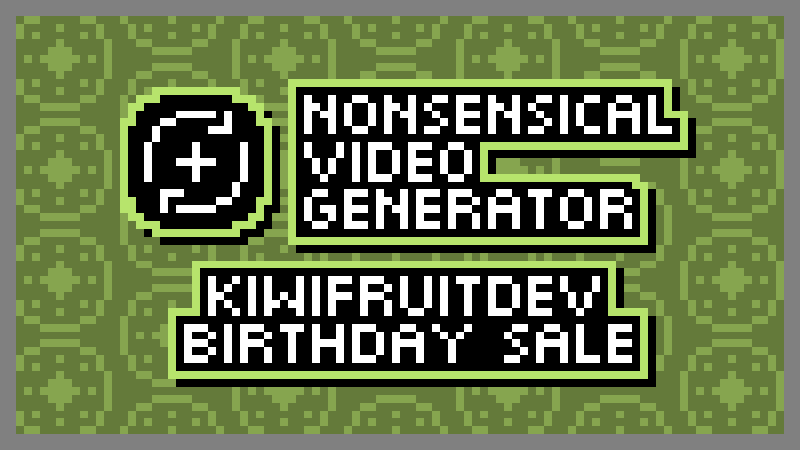 NONSENSICAL
VIDEO
GENERATOR
KIWIFRUITDEV
BIRTHDAY SALE